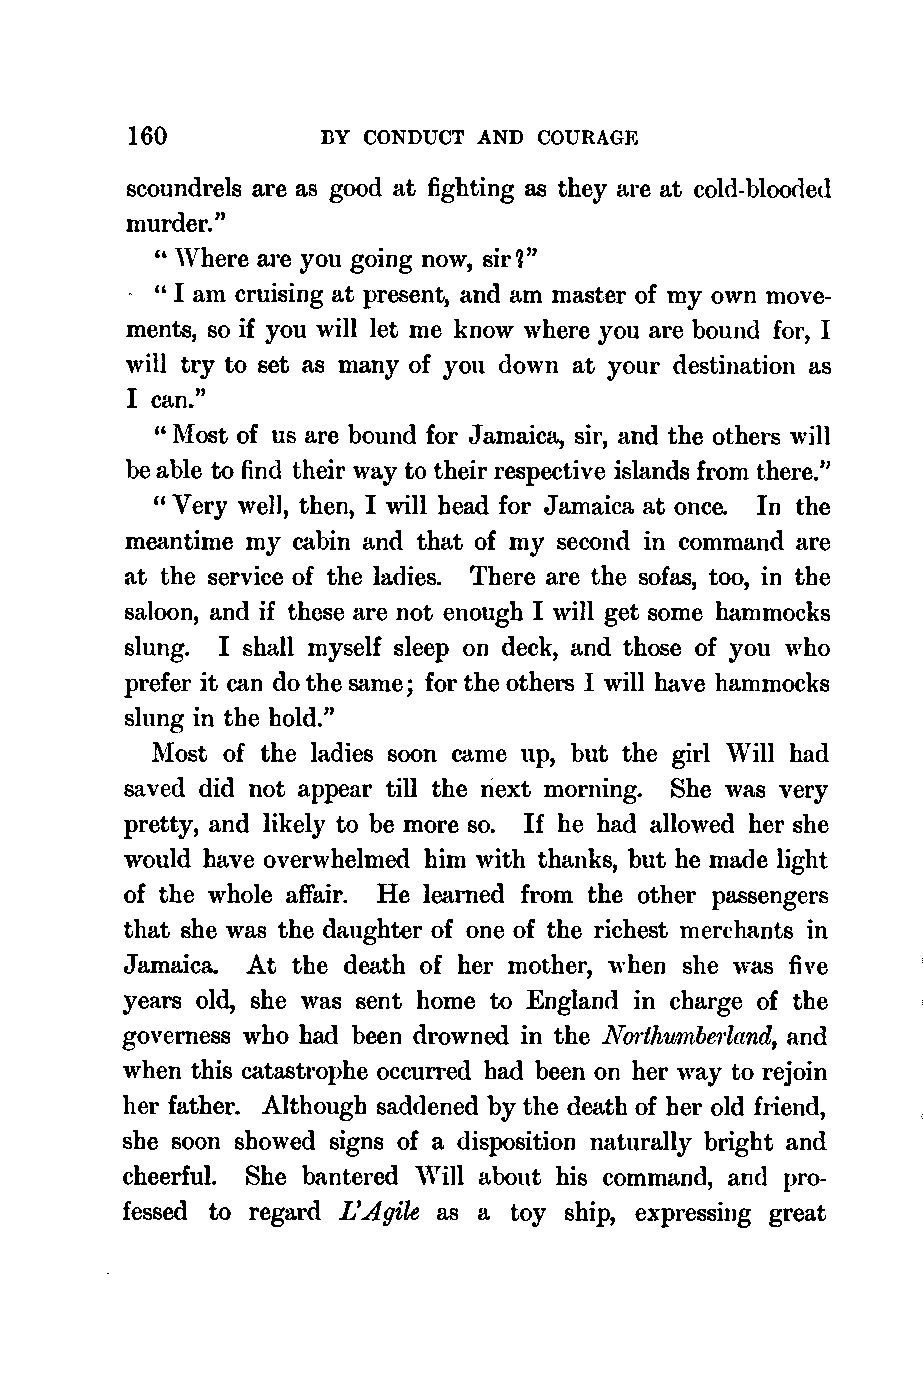 160 BY CONDUCT AND COURAGE
scoundrels are as good at fighting as they are at cold-blooded
murder."
"Where are you going now, sir?"
"I am cruising at present, and am master of my own move-
ments, so if you will let me know where you are bound for, I
will try to set as many of you down at your destination as
I can."
"Most of us are bound for Jamaica, sir, and the others will
be able to find their way to their respective islands from there."
"Very well, then, I will head for Jamaica at once. In the
meantime my cabin and that of my second in command are
at the service of the ladies. There are the sofas, too, in the
saloon, and if these are not enough I will get some hammocks
slung. I shall myself sleep on deck, and those of you who
prefer it can do the same; for the others I will have hammocks
slung in the hold."
Most of the ladies soon came up, but the girl Will had
saved did not appear till the next morning. She was very
pretty, and likely to be more so. If he had allowed her she
would have overwhelmed him with thanks, but he made light
of the whole affair. He learned from the other passengers
that she was the daughter of one of the richest merchants in
Jamaica. At the death of her mother, when she was five
years old, she was sent home to England in charge of the
governess who had been drowned in the Northumberland, and
when this catastrophe occurred had been on her way to rejoin
her father. Although saddened by the death of her old friend,
she soon showed signs of a disposition naturally bright and
cheerful. She bantered Will about his command, and pro-
fessed to regard L'Agile as a toy ship, expressing great